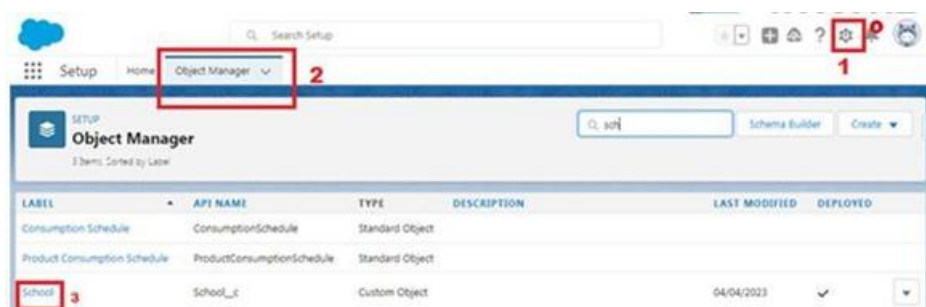 Search Setup
?
1
Setup Home Object Manager
2
SETUP
Object Manager
3 Items, Sorted by Label
sch
Schema Builder
Create
LABEL API NAME TYPE DESCRIPTION LAST MODIFIED DEPLOYED
Consumption Schedule ConsumptionSchedule Standard Object
Product Consumption Schedule ProductConsumptionSchedule Standard Object
School 3 School__c Custom Object 04/04/2023